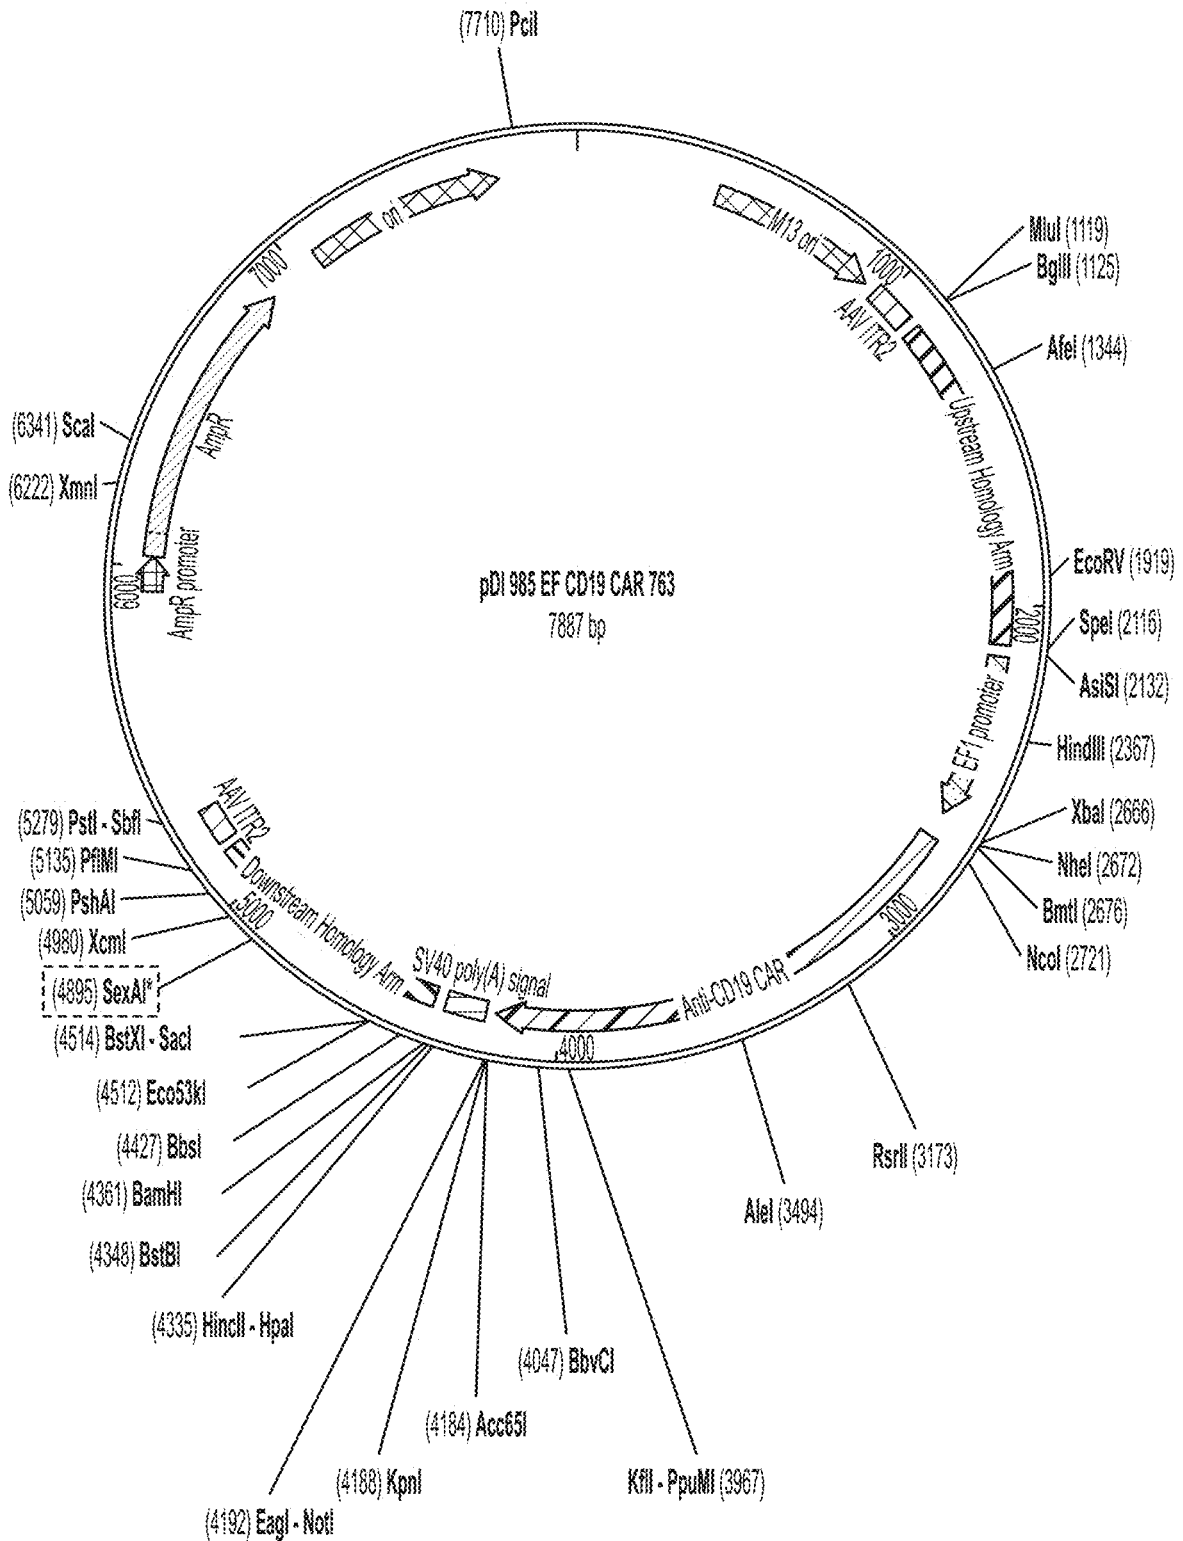 (7710) PciI
MluI (1119)
BglII (1125)
AfeI (1344)
EcoRV (1919)
SpeI (2116)
AsiSI (2132)
HindIII (2367)
XbaI (2666)
NheI (2672)
BmtI (2676)
NcoI (2721)
RsrII (3173)
AleI (3494)
KflI - PpuMI (3967)
(4047) BbvCI
(4184) Acc65I
(4188) KpnI
(4192) EagI - NotI
(4335) HincII - HpaI
(4348) BstBI
(4361) BamHI
(4427) BbsI
(4512) Eco53kI
(4514) BstXI - SacI
(4895) SexAI*
(4980) XcmI
(5059) PshAI
(5135) PflMI
(5279) PstI - SbfI
(6222) XmnI
(6341) ScaI
M13 ori
1000
AAV ITR2
Upstream Homology Arm
2000
EF1 promoter
3000
Anti-CD19 CAR
4000
SV40 poly(A) signal
Downstream Homology Arm
5000
AAV ITR2
6000
AmpR promoter
AmpR
7000
ori
pDI 985 EF CD19 CAR 763
7887 bp